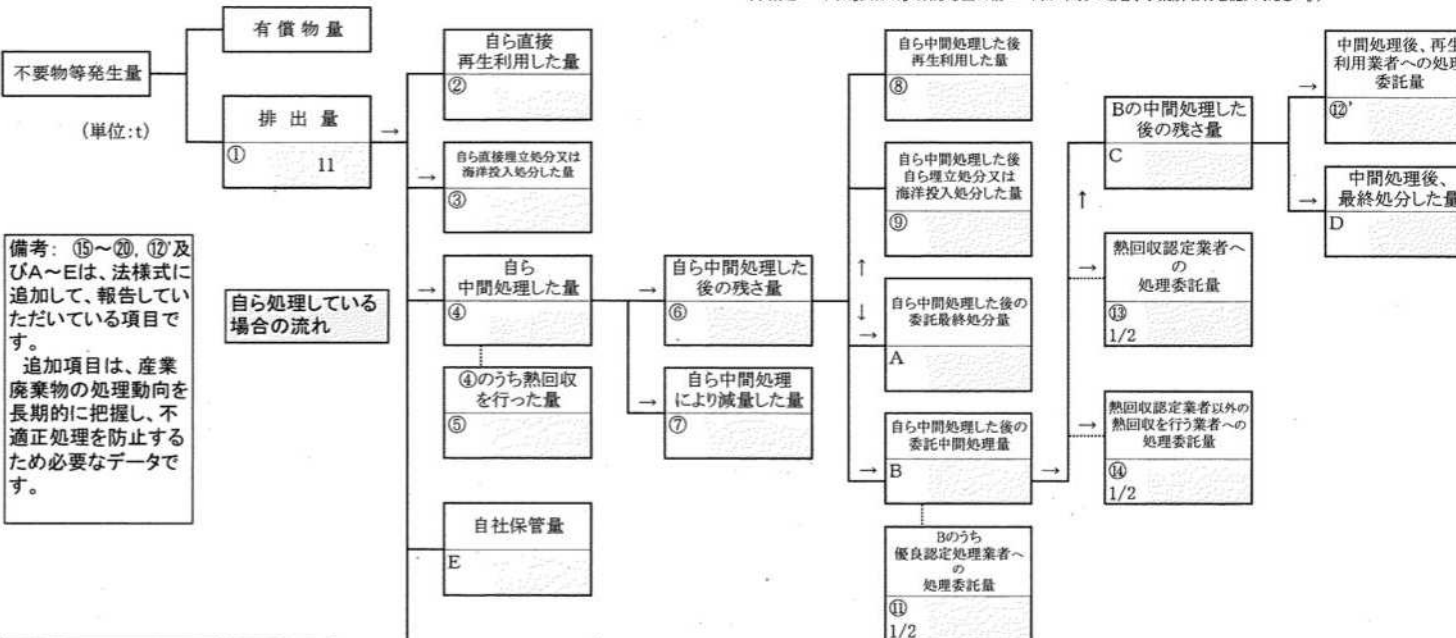 有償物量
不要物等発生量
(単位:t)
排出量
①
11
→
備考: ⑮～⑳, ⑫'及
びA～Eは、法様式に
追加して、報告してい
ただいている項目で
す。
追加項目は、産業
廃棄物の処理動向を
長期的に把握し、不
適正処理を防止する
ため必要なデータで
す。
自ら処理している
場合の流れ
自ら直接
再生利用した量
②
→
自ら直接埋立処分又は
海洋投入処分した量
③
→
自ら
中間処理した量
④
④のうち熱回収
を行った量
⑤
自社保管量
E
→
自ら中間処理した
後の残さ量
⑥
→
自ら中間処理
により減量した量
⑦
自ら中間処理した後
再生利用した量
⑧
自ら中間処理した後
自ら埋立処分又は
海洋投入処分した量
⑨
↑
↓
→
自ら中間処理した後の
委託最終処分量
A
→
自ら中間処理した後の
委託中間処理量
B
→
Bのうち
優良認定処理業者へ
の
処理委託量
⑪
1/2
Bの中間処理した
後の残さ量
C
↑
→
熱回収認定業者へ
の
処理委託量
⑬
1/2
→
熱回収認定業者以外の
熱回収を行う業者への
処理委託量
⑭
1/2
→
中間処理後、再生
利用業者への処理
委託量
⑫'
→
中間処理後、
最終処分した量
D